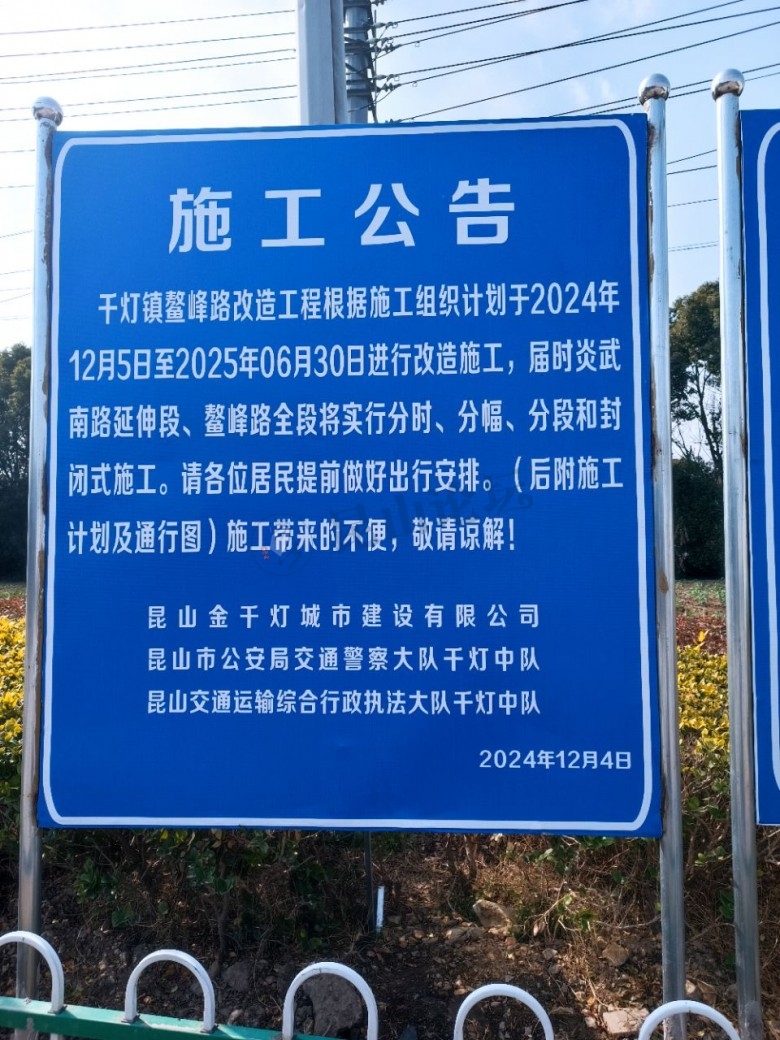 施工公告
千灯镇鳌峰路改造工程根据施工组织计划于2024年
12月5日至2025年06月30日进行改造施工，届时炎武
南路延伸段、鳌峰路全段将实行分时、分幅、分段和封
闭式施工。请各位居民提前做好出行安排。（后附施工
计划及通行图）施工带来的不便，敬请谅解！
昆山金千灯城市建设有限公司
昆山市公安局交通警察大队千灯中队
昆山交通运输综合行政执法大队千灯中队
2024年12月4日